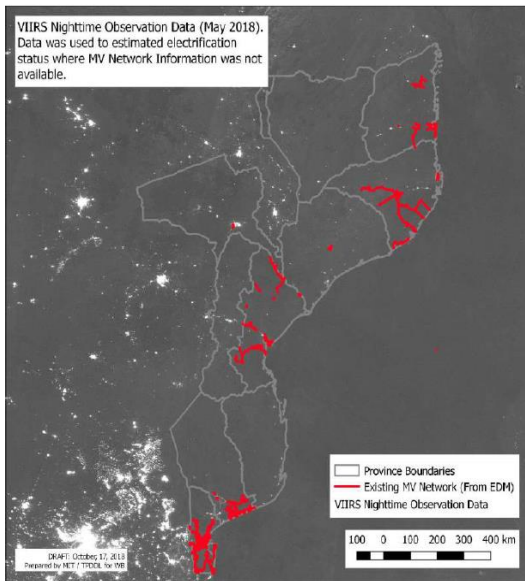 VIIRS Nighttime Observation Data (May 2018).
Data was used to estimated electrification
status where MV Network Information was not
available.
Province Boundaries
Existing MV Network (From EDM)
VIIRS Nighttime Observation Data
100 0 100 200 300 400 km
DRAFT: October, 17, 2018
Prepared by MIT / TPDDL for WB